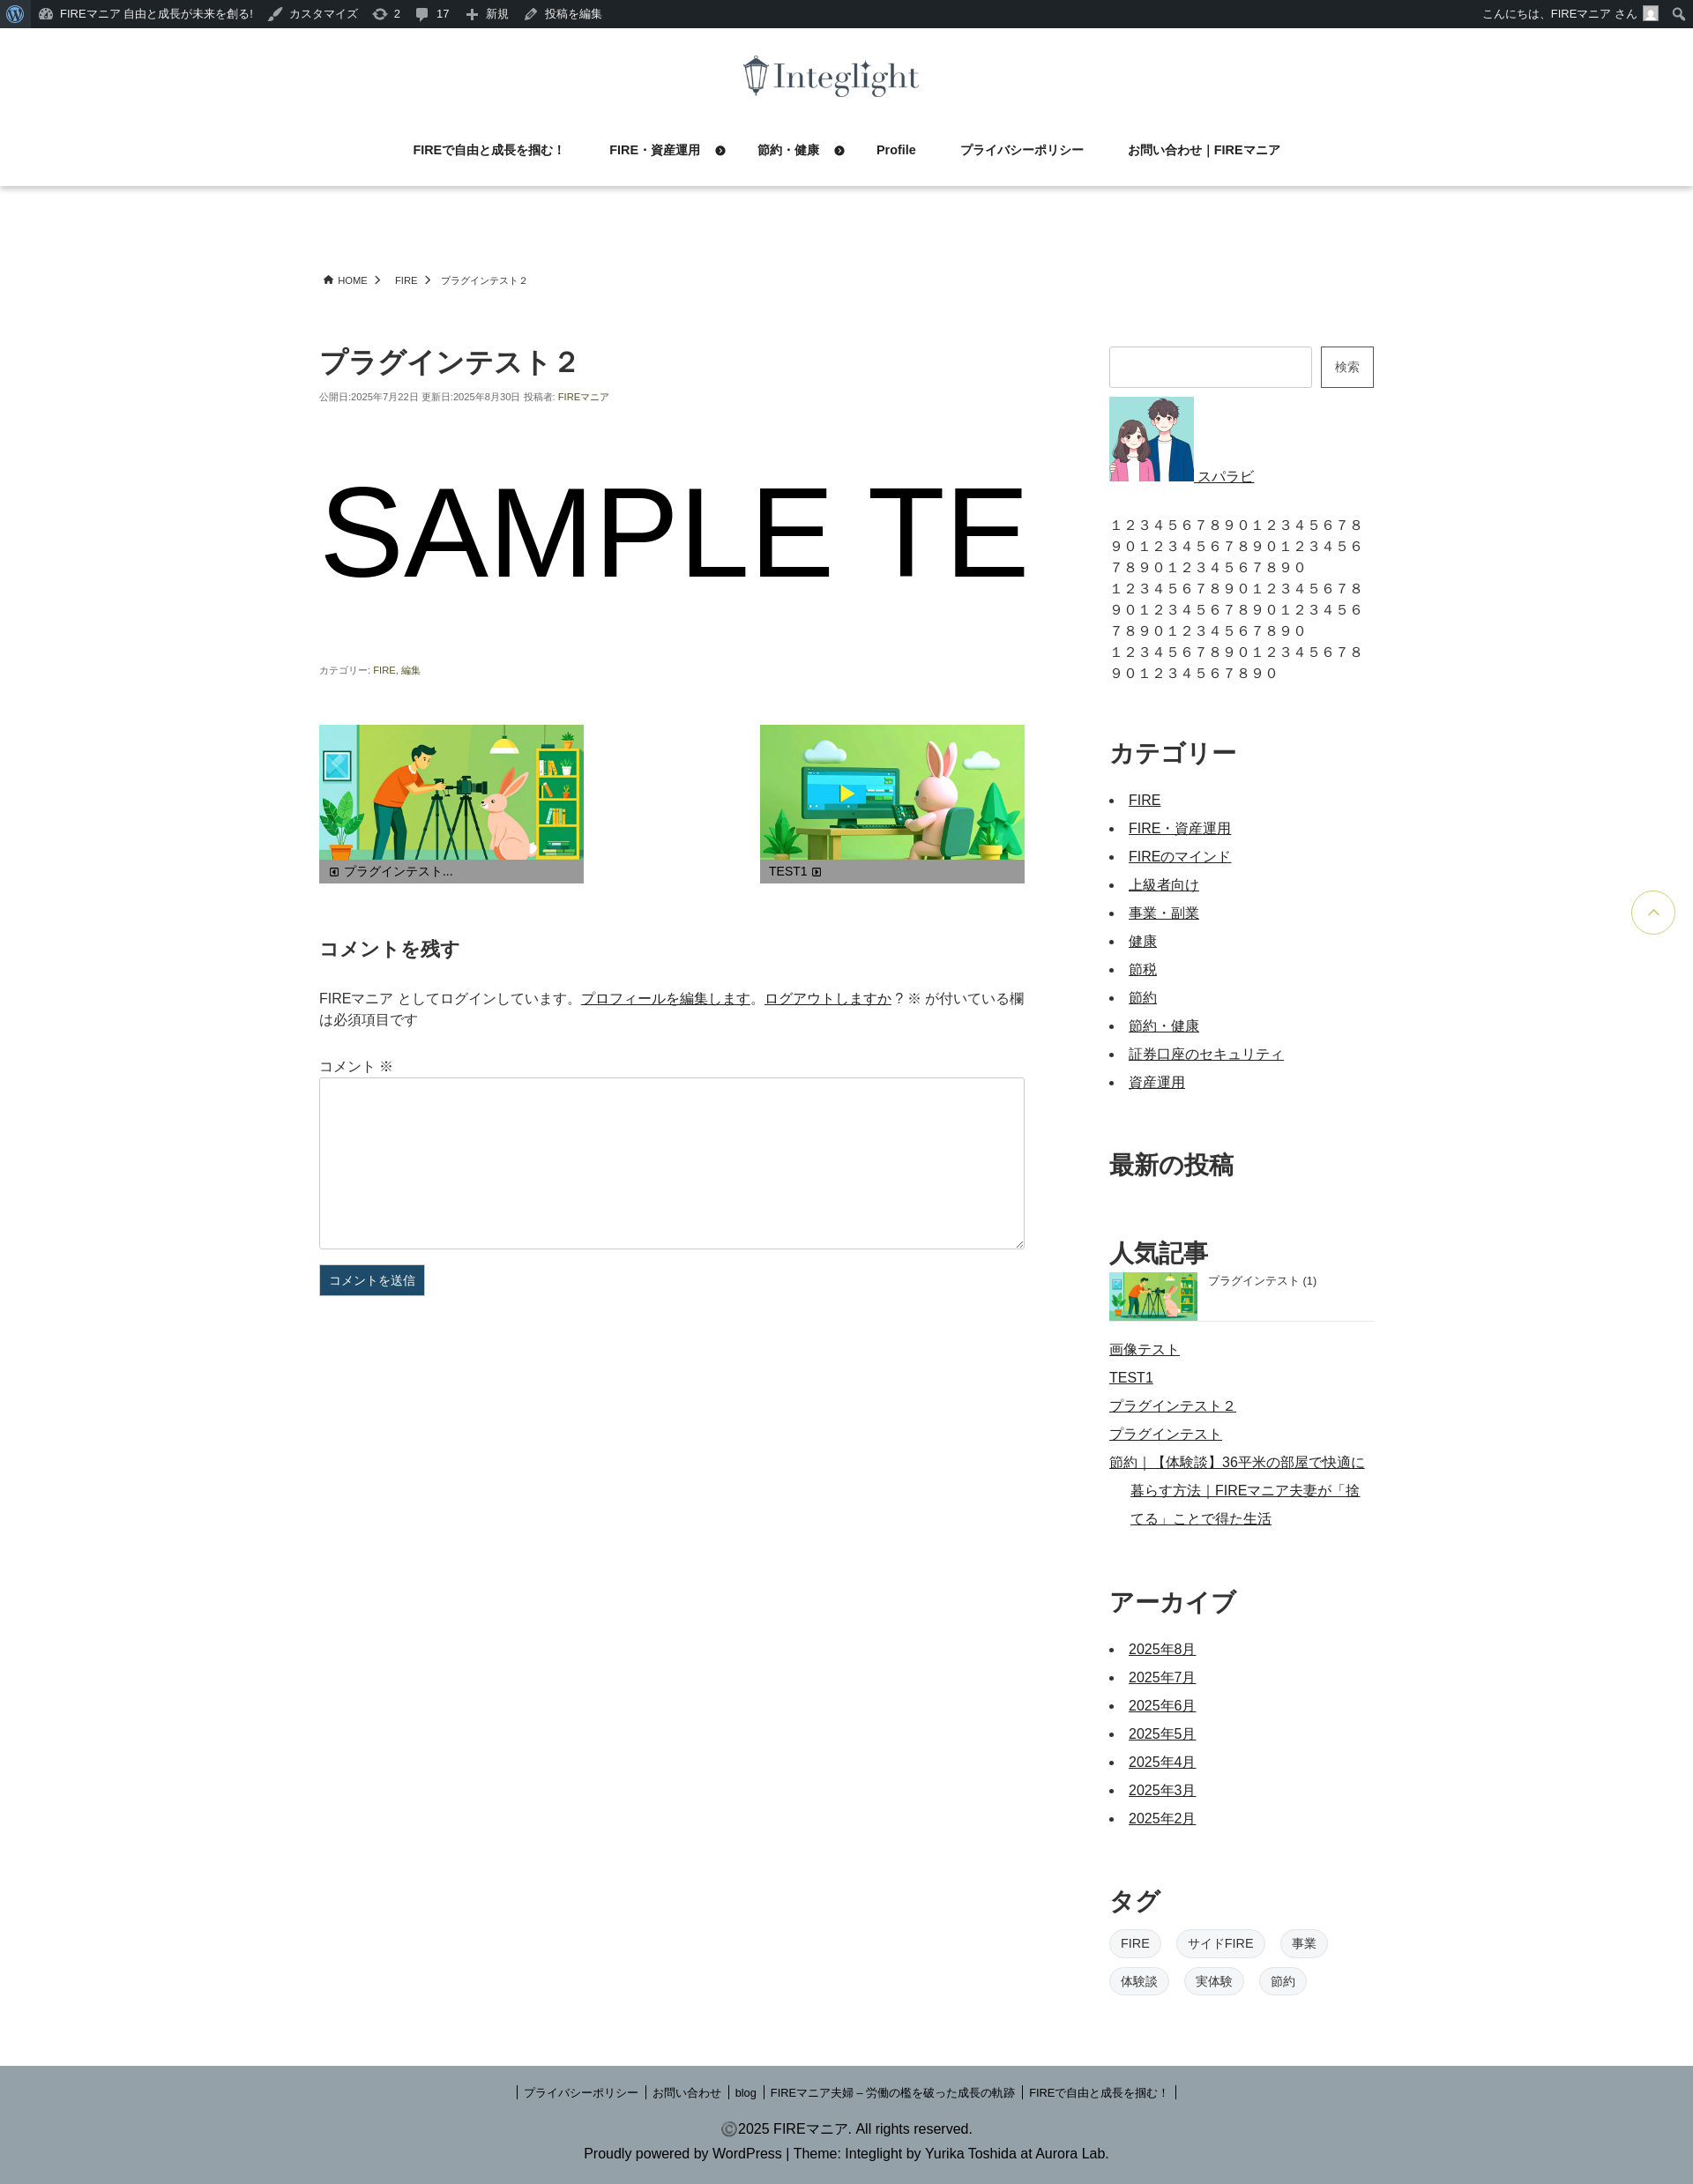 FIREマニア 自由と成長が未来を創る! カスタマイズ 2 17 新規 投稿を編集 こんにちは、FIREマニア さん
Integlight
FIREで自由と成長を掴む！ FIRE・資産運用 節約・健康 Profile プライバシーポリシー お問い合わせ｜FIREマニア
HOME FIRE プラグインテスト２
プラグインテスト２
公開日:2025年7月22日 更新日:2025年8月30日 投稿者: FIREマニア
SAMPLE TE
カテゴリー: FIRE, 編集
プラグインテスト...
TEST1
コメントを残す
FIREマニア としてログインしています。プロフィールを編集します。ログアウトしますか ? ※ が付いている欄
は必須項目です
コメント ※
コメントを送信
検索
スパラビ
１２３４５６７８９０１２３４５６７８
９０１２３４５６７８９０１２３４５６
７８９０１２３４５６７８９０
１２３４５６７８９０１２３４５６７８
９０１２３４５６７８９０１２３４５６
７８９０１２３４５６７８９０
１２３４５６７８９０１２３４５６７８
９０１２３４５６７８９０
カテゴリー
FIRE
FIRE・資産運用
FIREのマインド
上級者向け
事業・副業
健康
節税
節約
節約・健康
証券口座のセキュリティ
資産運用
最新の投稿
人気記事
プラグインテスト (1)
画像テスト
TEST1
プラグインテスト２
プラグインテスト
節約｜【体験談】36平米の部屋で快適に
暮らす方法｜FIREマニア夫妻が「捨
てる」ことで得た生活
アーカイブ
2025年8月
2025年7月
2025年6月
2025年5月
2025年4月
2025年3月
2025年2月
タグ
FIRE サイドFIRE 事業
体験談 実体験 節約
プライバシーポリシー お問い合わせ blog FIREマニア夫婦 – 労働の檻を破った成長の軌跡 FIREで自由と成長を掴む！
©2025 FIREマニア. All rights reserved.
Proudly powered by WordPress | Theme: Integlight by Yurika Toshida at Aurora Lab.